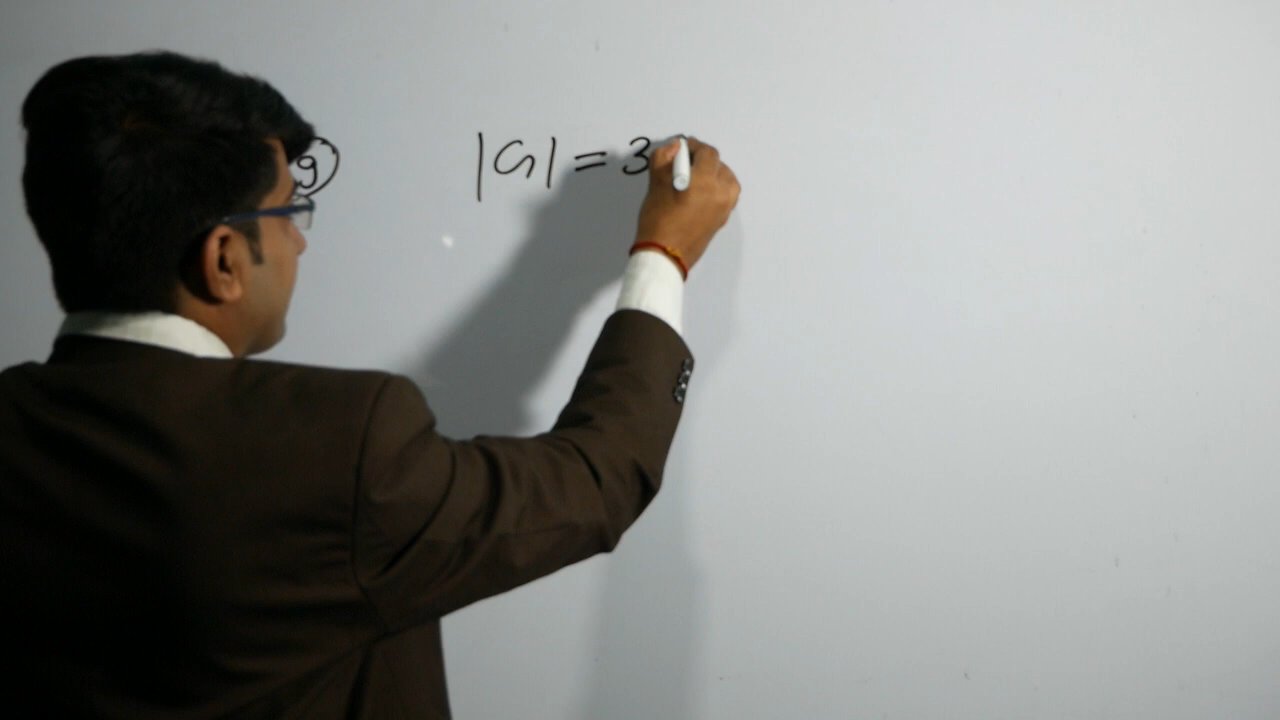 g) |G| = 3